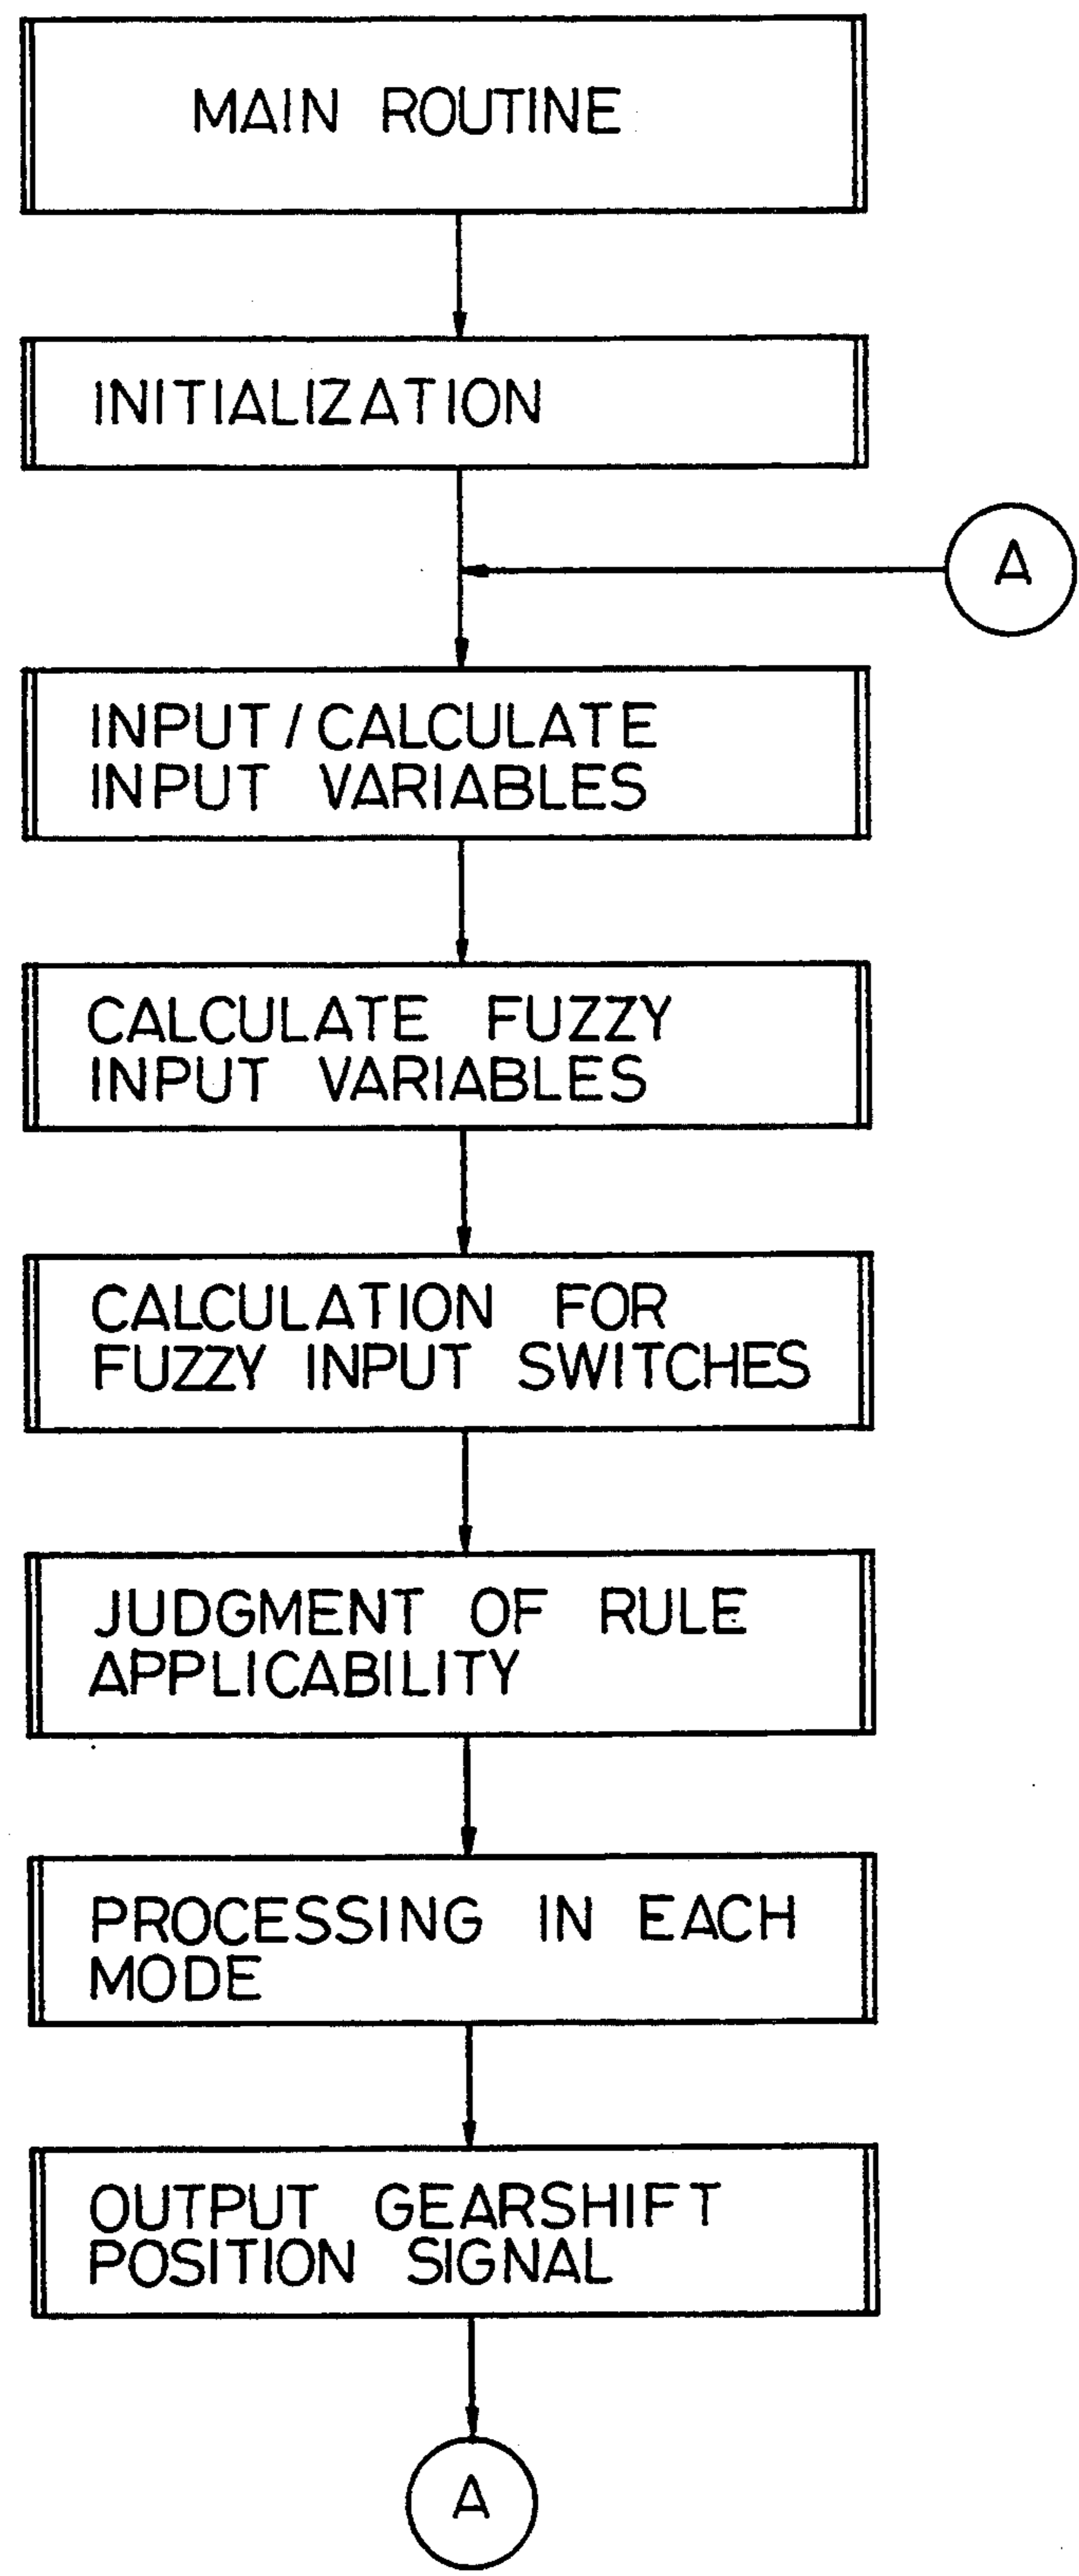 MAIN ROUTINE
INITIALIZATION
A
INPUT/CALCULATE
INPUT VARIABLES
CALCULATE FUZZY
INPUT VARIABLES
CALCULATION FOR
FUZZY INPUT SWITCHES
JUDGMENT OF RULE
APPLICABILITY
PROCESSING IN EACH
MODE
OUTPUT GEARSHIFT
POSITION SIGNAL
A